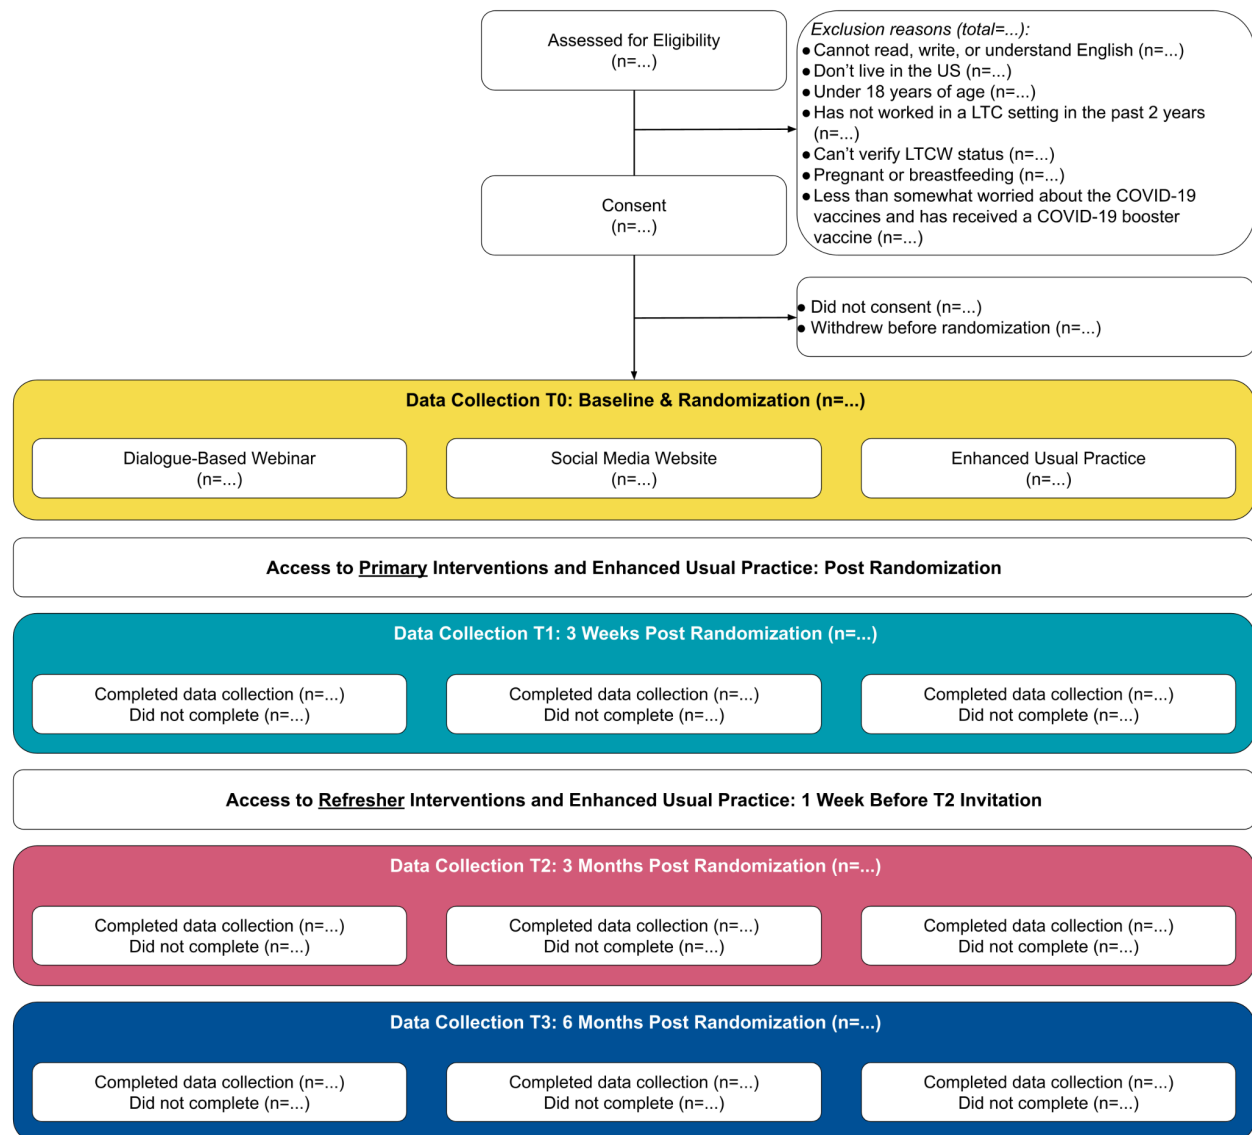 Assessed for Eligibility
(n=...)
Exclusion reasons (total=...):
● Cannot read, write, or understand English (n=...)
● Don’t live in the US (n=...)
● Under 18 years of age (n=...)
● Has not worked in a LTC setting in the past 2 years
(n=...)
● Can’t verify LTCW status (n=...)
● Pregnant or breastfeeding (n=...)
● Less than somewhat worried about the COVID-19
vaccines and has received a COVID-19 booster
vaccine (n=...)
Consent
(n=...)
● Did not consent (n=...)
● Withdrew before randomization (n=...)
Data Collection T0: Baseline & Randomization (n=...)
Dialogue-Based Webinar
(n=...)
Social Media Website
(n=...)
Enhanced Usual Practice
(n=...)
Access to Primary Interventions and Enhanced Usual Practice: Post Randomization
Data Collection T1: 3 Weeks Post Randomization (n=...)
Completed data collection (n=...)
Did not complete (n=...)
Completed data collection (n=...)
Did not complete (n=...)
Completed data collection (n=...)
Did not complete (n=...)
Access to Refresher Interventions and Enhanced Usual Practice: 1 Week Before T2 Invitation
Data Collection T2: 3 Months Post Randomization (n=...)
Completed data collection (n=...)
Did not complete (n=...)
Completed data collection (n=...)
Did not complete (n=...)
Completed data collection (n=...)
Did not complete (n=...)
Data Collection T3: 6 Months Post Randomization (n=...)
Completed data collection (n=...)
Did not complete (n=...)
Completed data collection (n=...)
Did not complete (n=...)
Completed data collection (n=...)
Did not complete (n=...)